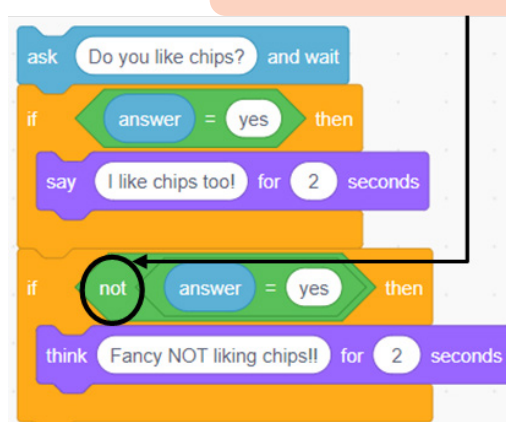 ask Do you like chips? and wait
if answer = yes then
say I like chips too! for 2 seconds
if not answer = yes then
think Fancy NOT liking chips!! for 2 seconds